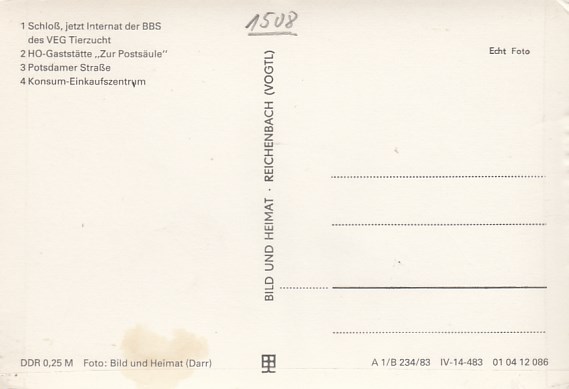 1508
1 Schloß, jetzt Internat der BBS
des VEG Tierzucht
2 HO-Gaststätte „Zur Postsäule"
3 Potsdamer Straße
4 Konsum-Einkaufszentrum
Echt Foto
BILD UND HEIMAT · REICHENBACH (VOGTL)
DDR 0,25 M Foto: Bild und Heimat (Darr)
A 1/B 234/83 IV-14-483 01 04 12 086